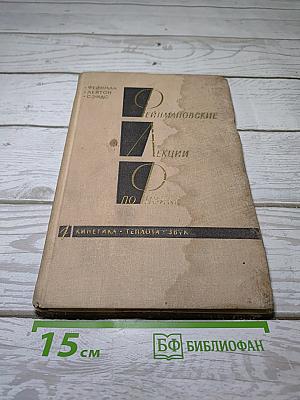 Р.ФЕЙНМАН
Р.ЛЕЙТОН
М.СЭНДС
ФЕЙНМАНОВСКИЕ
ЛЕКЦИИ
ПО ФИЗИКЕ
4 КИНЕТИКА · ТЕПЛОТА · ЗВУК
15 см
БФ БИБЛИОФАН